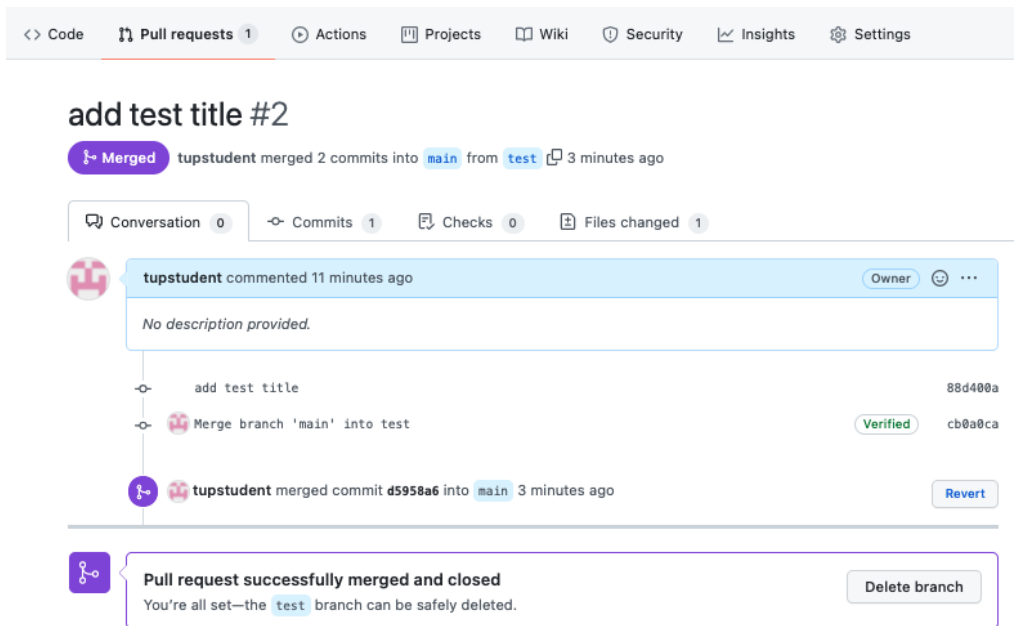 Code Pull requests 1 Actions Projects Wiki Security Insights Settings
add test title #2
Merged tupstudent merged 2 commits into main from test 3 minutes ago
Conversation 0 Commits 1 Checks 0 Files changed 1
tupstudent commented 11 minutes ago Owner ...
No description provided.
add test title 88d400a
Merge branch 'main' into test Verified cb0a0ca
tupstudent merged commit d5958a6 into main 3 minutes ago Revert
Pull request successfully merged and closed
You're all set—the test branch can be safely deleted.
Delete branch